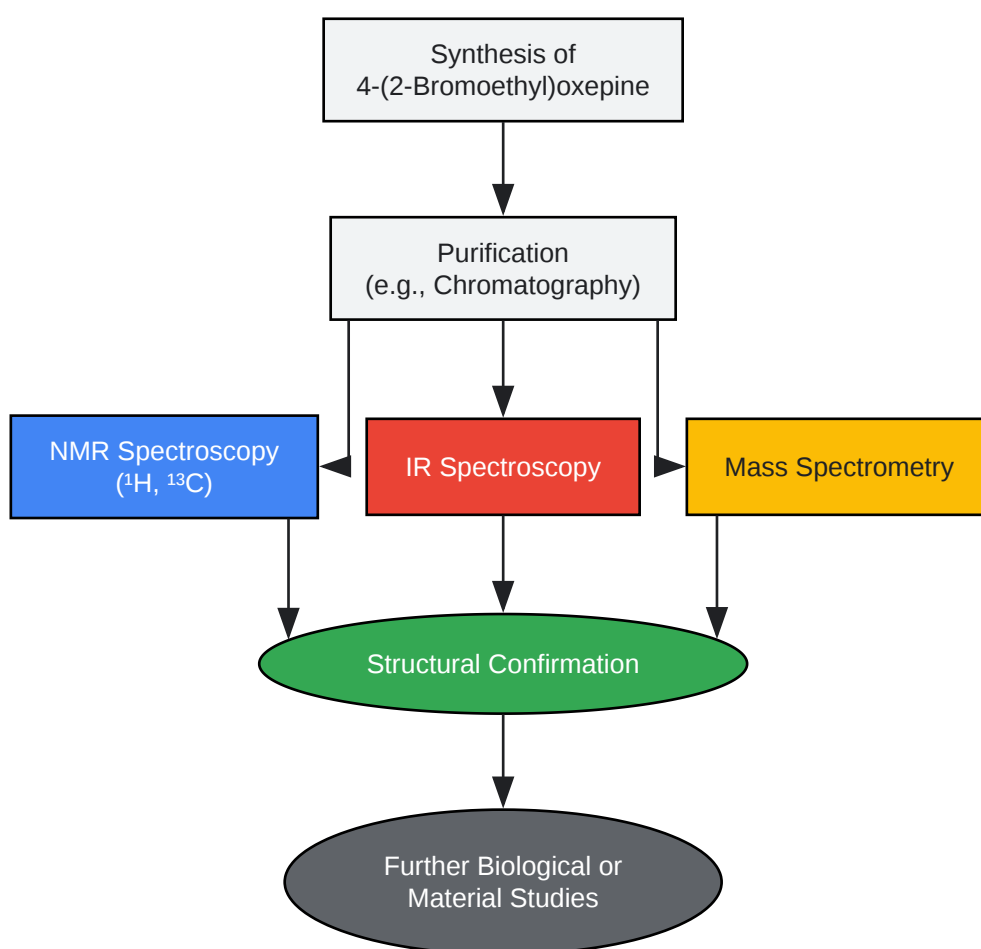 Synthesis of
4-(2-Bromoethyl)oxepine
Purification
(e.g., Chromatography)
NMR Spectroscopy
(¹H, ¹³C)
IR Spectroscopy
Mass Spectrometry
Structural Confirmation
Further Biological or
Material Studies